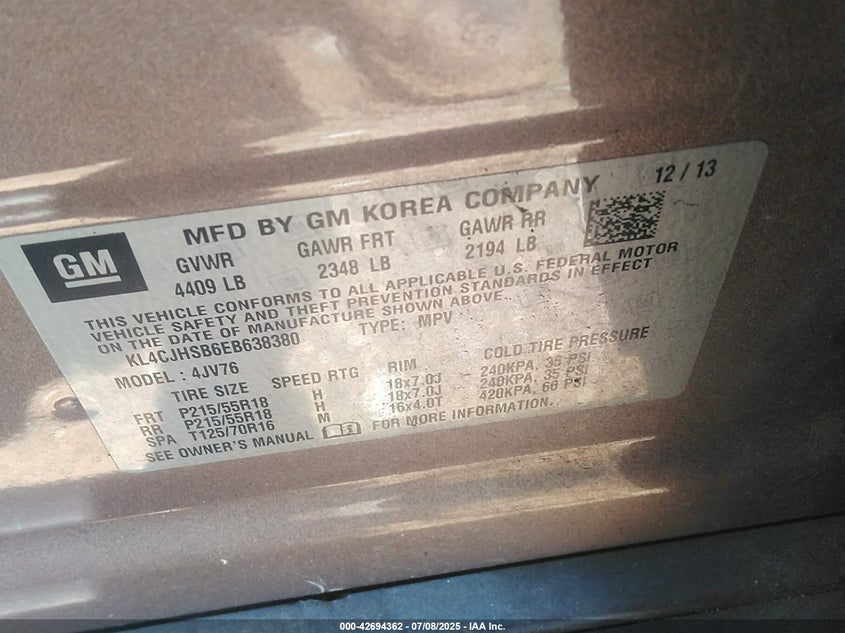 MFD BY GM KOREA COMPANY 12 / 13
GM
GVWR GAWR FRT GAWR RR
4409 LB 2348 LB 2194 LB
THIS VEHICLE CONFORMS TO ALL APPLICABLE U.S. FEDERAL MOTOR
VEHICLE SAFETY AND THEFT PREVENTION STANDARDS IN EFFECT
ON THE DATE OF MANUFACTURE SHOWN ABOVE.
KL4CJHSB6EB638380 TYPE: MPV
MODEL: 4JV76
TIRE SIZE SPEED RTG RIM COLD TIRE PRESSURE
FRT P215/55R18 H 18x7.0J 240KPA, 35 PSI
RR P215/55R18 H 18x7.0J 240KPA, 35 PSI
SPA T125/70R16 M 16x4.0T 420KPA, 60 PSI
SEE OWNER'S MANUAL FOR MORE INFORMATION.
000-42694362 - 07/08/2025 - IAA Inc.